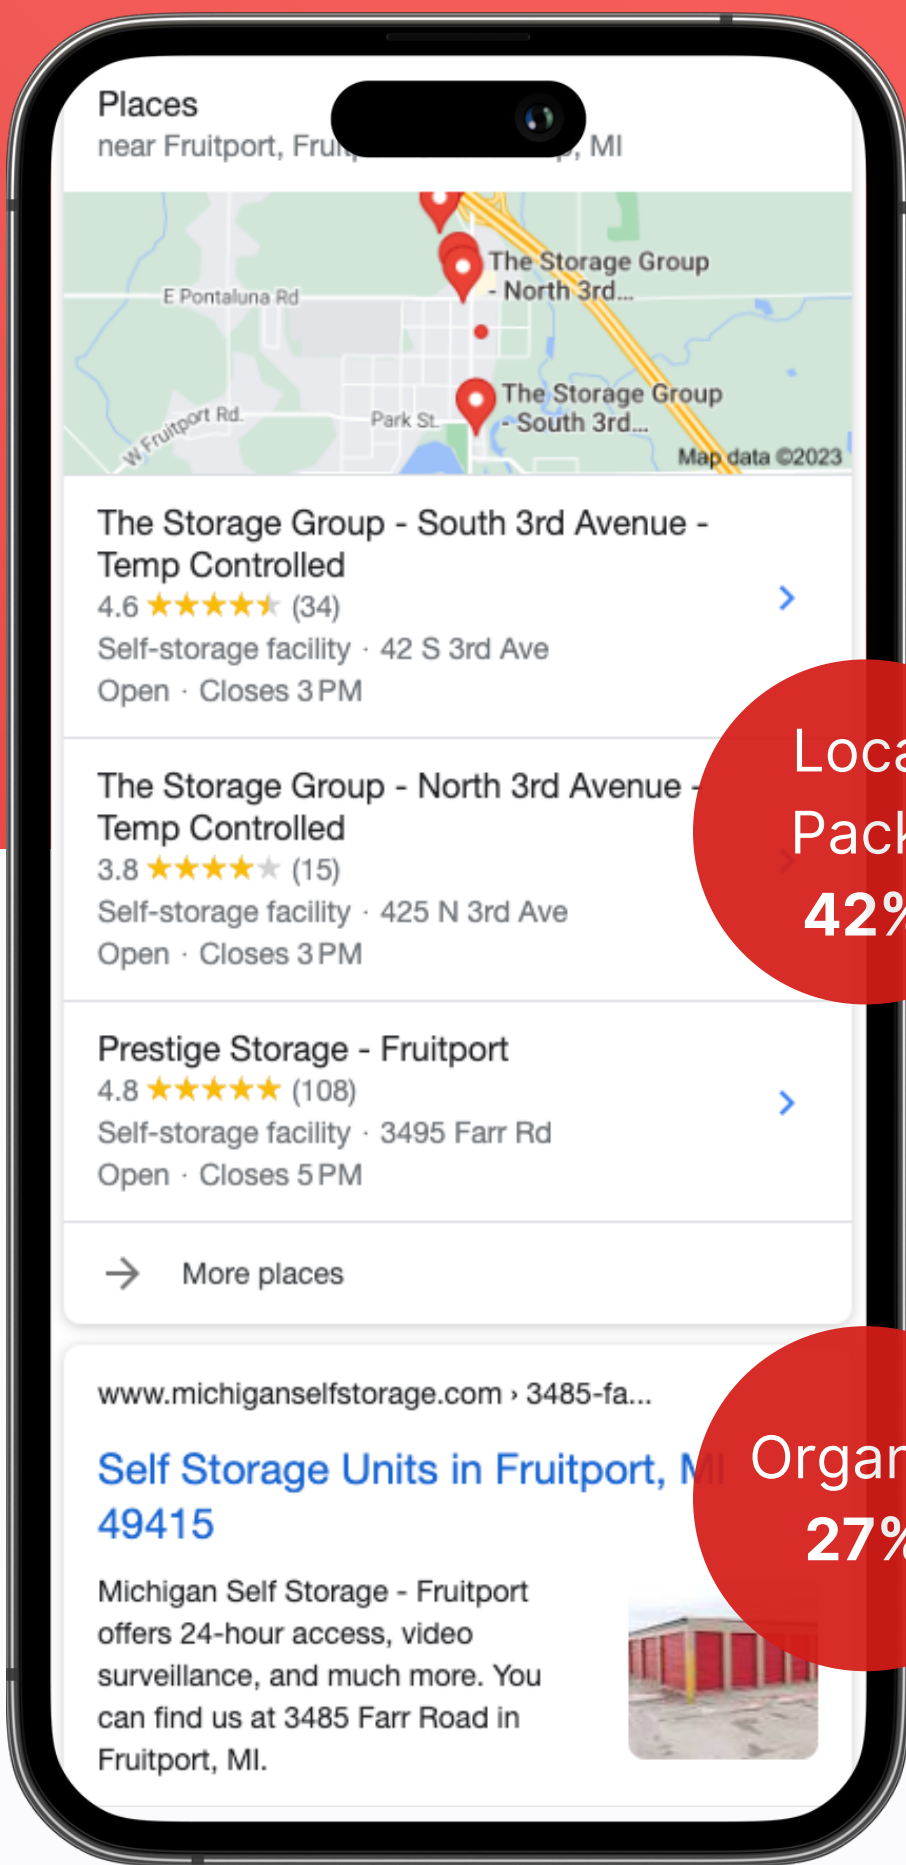 Places
near Fruitport, , MI
The Storage Group
- North 3rd...
E Pontaluna Rd
The Storage Group
- South 3rd...
Park St.
W Fruitport Rd.
Map data ©2023
The Storage Group - South 3rd Avenue -
Temp Controlled
4.6 (34)
Self-storage facility · 42 S 3rd Ave
Open · Closes 3 PM
The Storage Group - North 3rd Avenue -
Temp Controlled
3.8 (15)
Self-storage facility · 425 N 3rd Ave
Open · Closes 3 PM
Loca
Pack
42%
Prestige Storage - Fruitport
4.8 (108)
Self-storage facility · 3495 Farr Rd
Open · Closes 5 PM
More places
www.michiganselfstorage.com › 3485-fa...
Self Storage Units in Fruitport, MI
49415
Organ
27%
Michigan Self Storage - Fruitport
offers 24-hour access, video
surveillance, and much more. You
can find us at 3485 Farr Road in
Fruitport, MI.